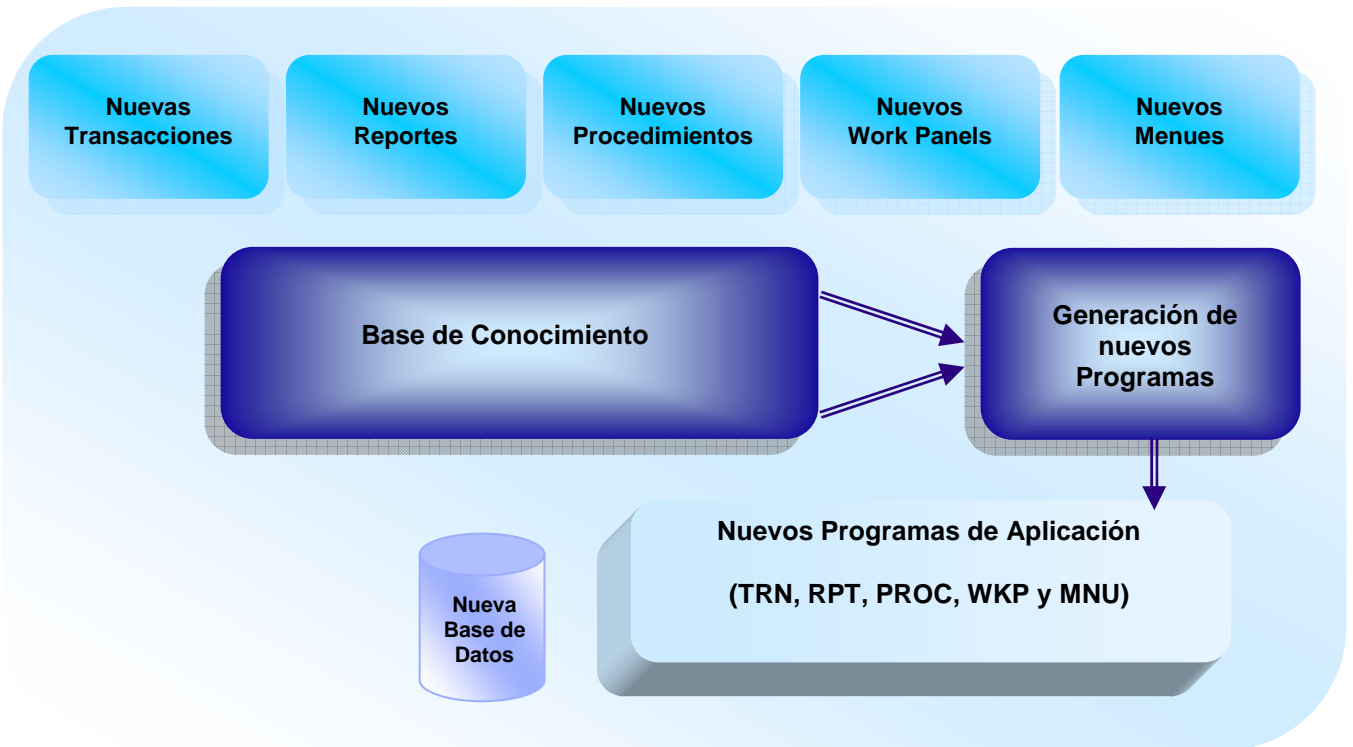 Nuevas
Transacciones
Nuevos
Reportes
Nuevos
Procedimientos
Nuevos
Work Panels
Nuevos
Menues
Base de Conocimiento
Generación de
nuevos
Programas
Nuevos Programas de Aplicación
(TRN, RPT, PROC, WKP y MNU)
Nueva
Base de
Datos